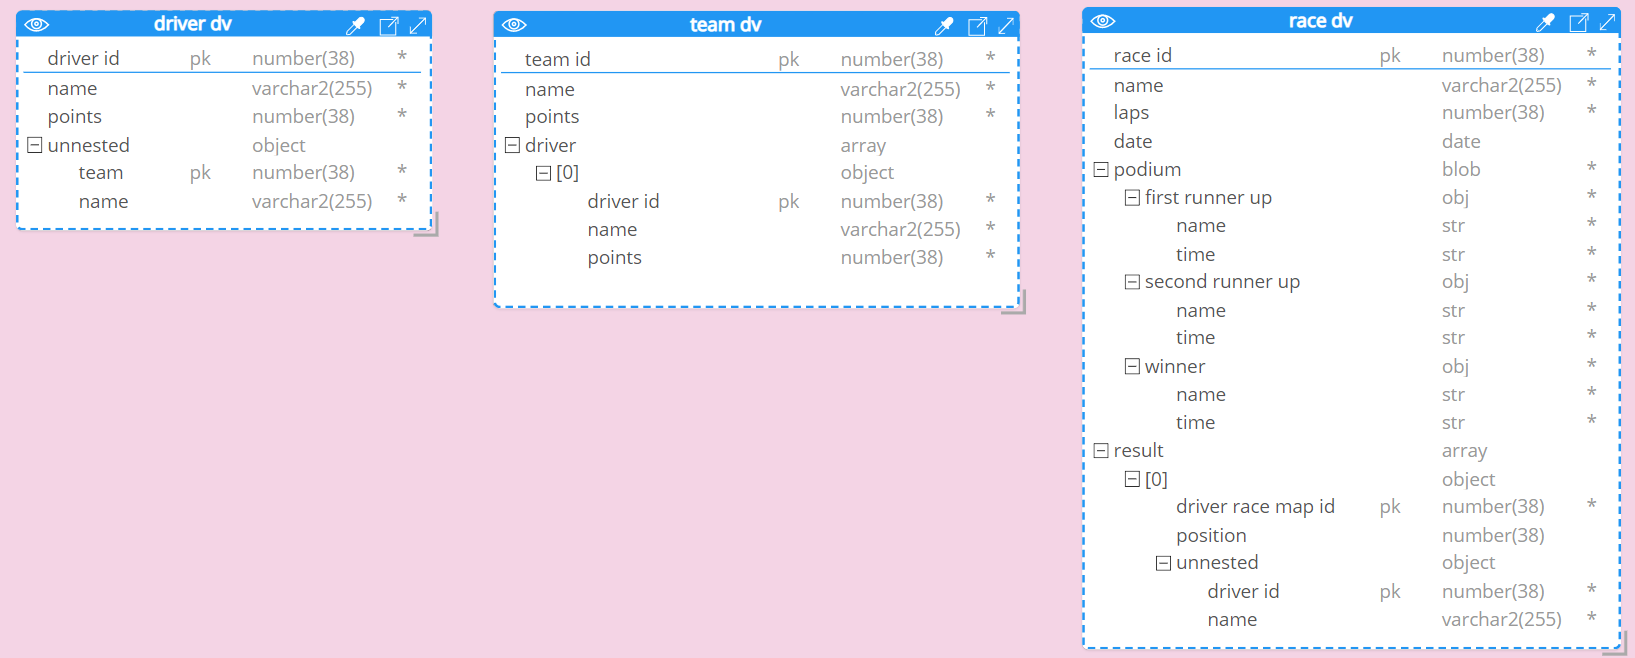 driver dv
driver id pk number(38) *
name varchar2(255) *
points number(38) *
unnested object
team pk number(38) *
name varchar2(255) *
team dv
team id pk number(38) *
name varchar2(255) *
points number(38) *
driver array
[0] object
driver id pk number(38) *
name varchar2(255) *
points number(38) *
race dv
race id pk number(38) *
name varchar2(255) *
laps number(38) *
date date
podium blob *
first runner up obj *
name str *
time str *
second runner up obj *
name str *
time str *
winner obj *
name str *
time str *
result array
[0] object
driver race map id pk number(38) *
position number(38)
unnested object
driver id pk number(38) *
name varchar2(255) *